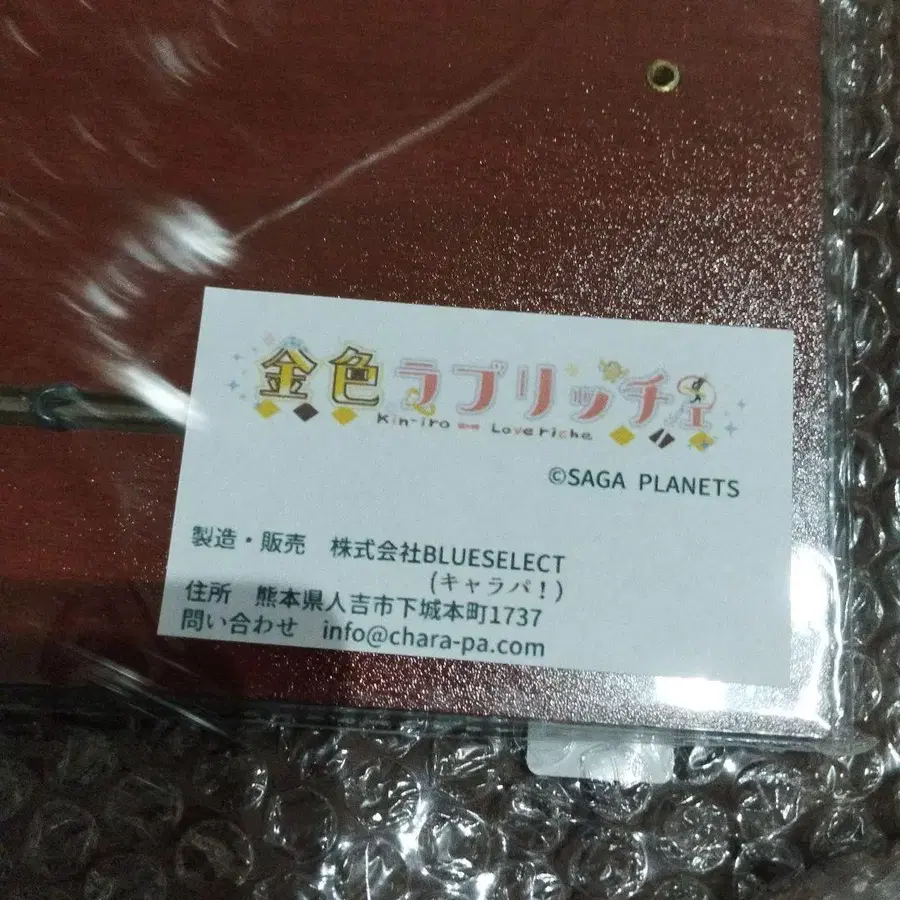 金色ラブリッチェ
Kin-iro Loveriche
©SAGA PLANETS
製造・販売 株式会社BLUESELECT
(キャラパ！)
住所 熊本県人吉市下城本町1737
問い合わせ info@chara-pa.com